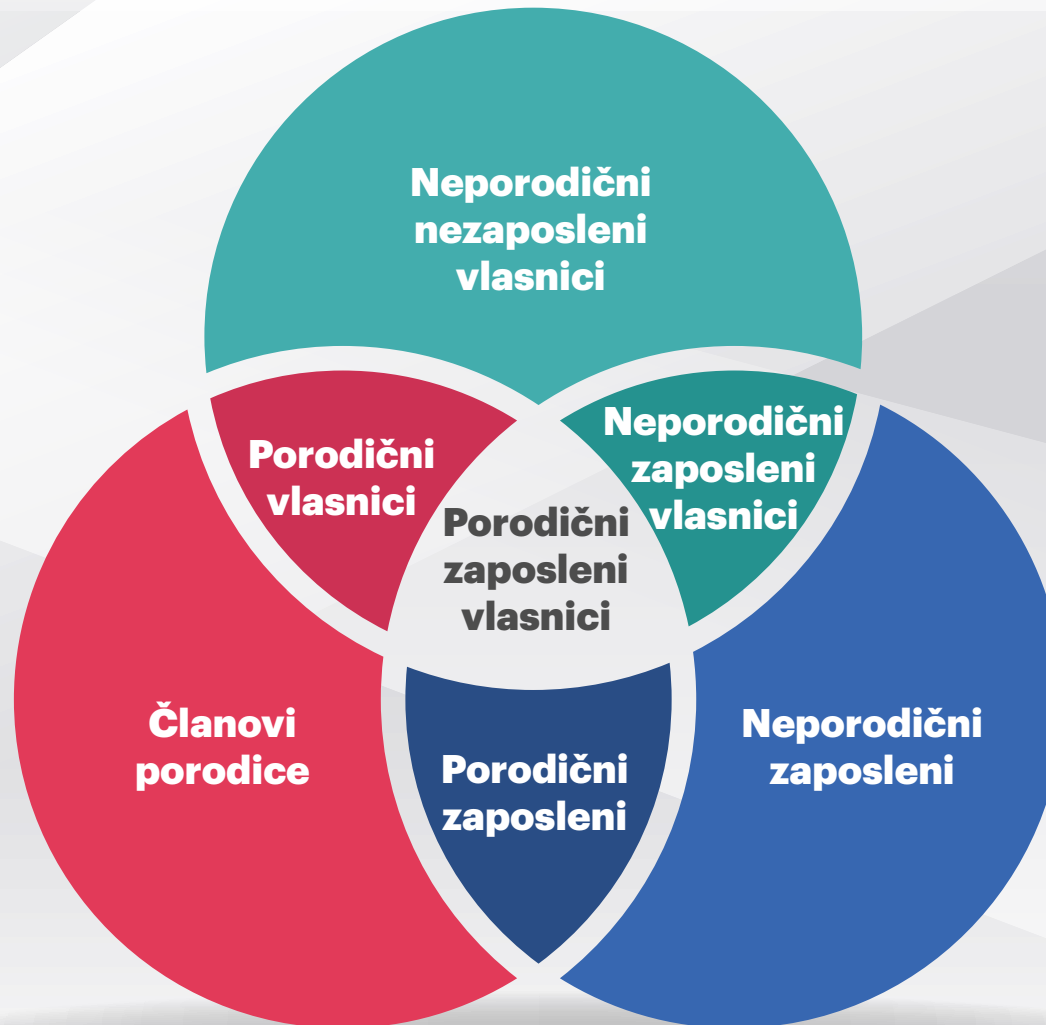 Neporodični
nezaposleni
vlasnici
Porodični
vlasnici
Neporodični
zaposleni
vlasnici
Porodični
zaposleni
vlasnici
Članovi
porodice
Porodični
zaposleni
Neporodični
zaposleni